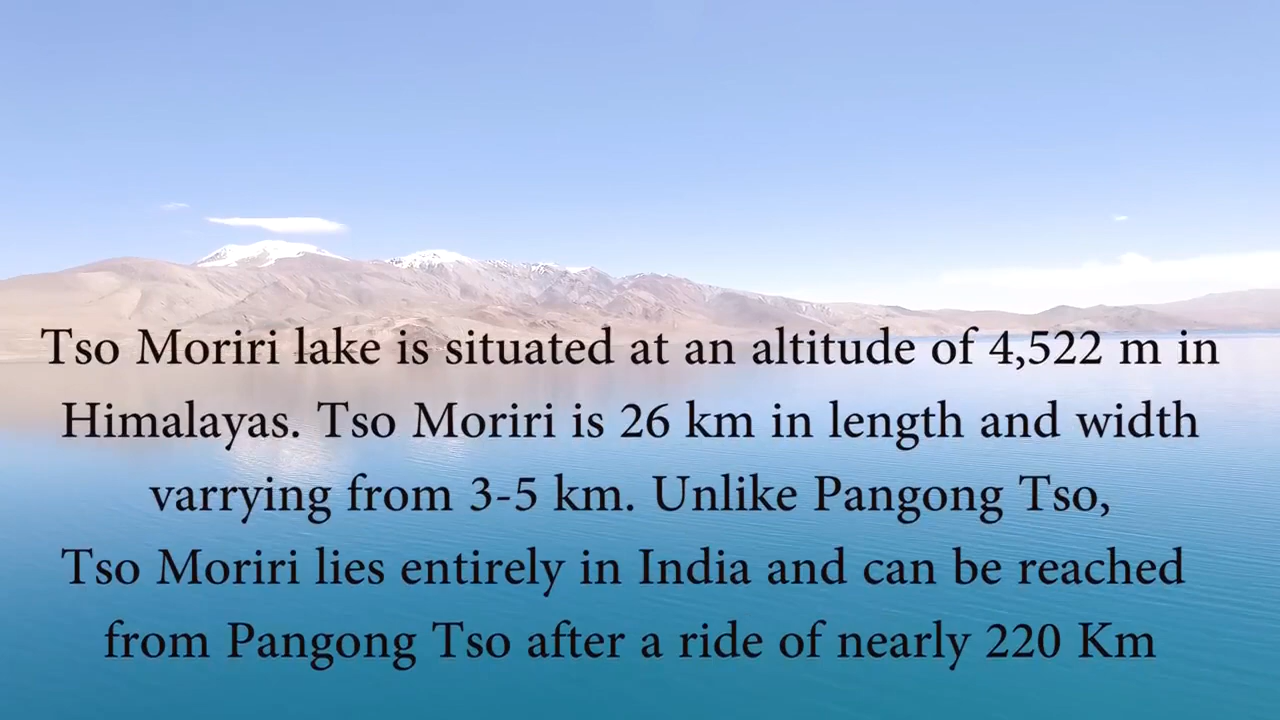 Tso Moriri lake is situated at an altitude of 4,522 m in
Himalayas. Tso Moriri is 26 km in length and width
varrying from 3-5 km. Unlike Pangong Tso,
Tso Moriri lies entirely in India and can be reached
from Pangong Tso after a ride of nearly 220 Km